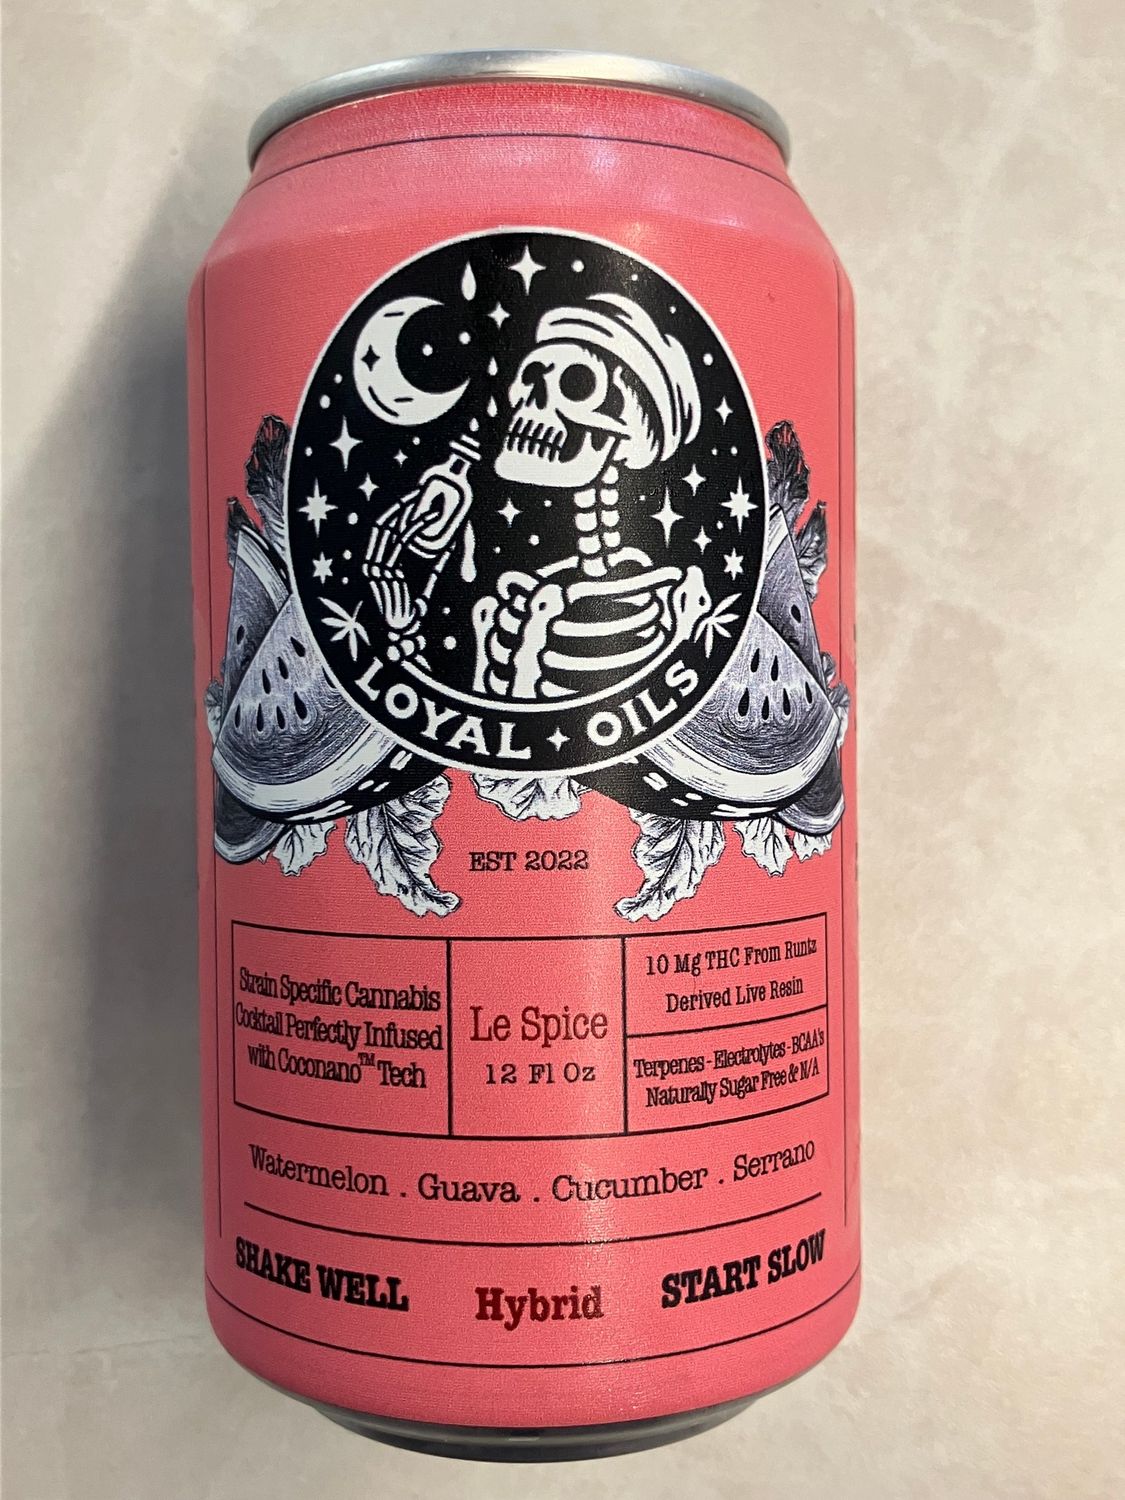 LOYAL OILS
EST 2022
Strain Specific Cannabis
Cocktail Perfectly Infused
with Coconano™ Tech
Le Spice
12 Fl Oz
10 Mg THC From Runtz
Derived Live Resin
Terpenes - Electrolytes - BCAA's
Naturally Sugar Free & N/A
Watermelon . Guava . Cucumber . Serrano
SHAKE WELL
Hybrid
START SLOW